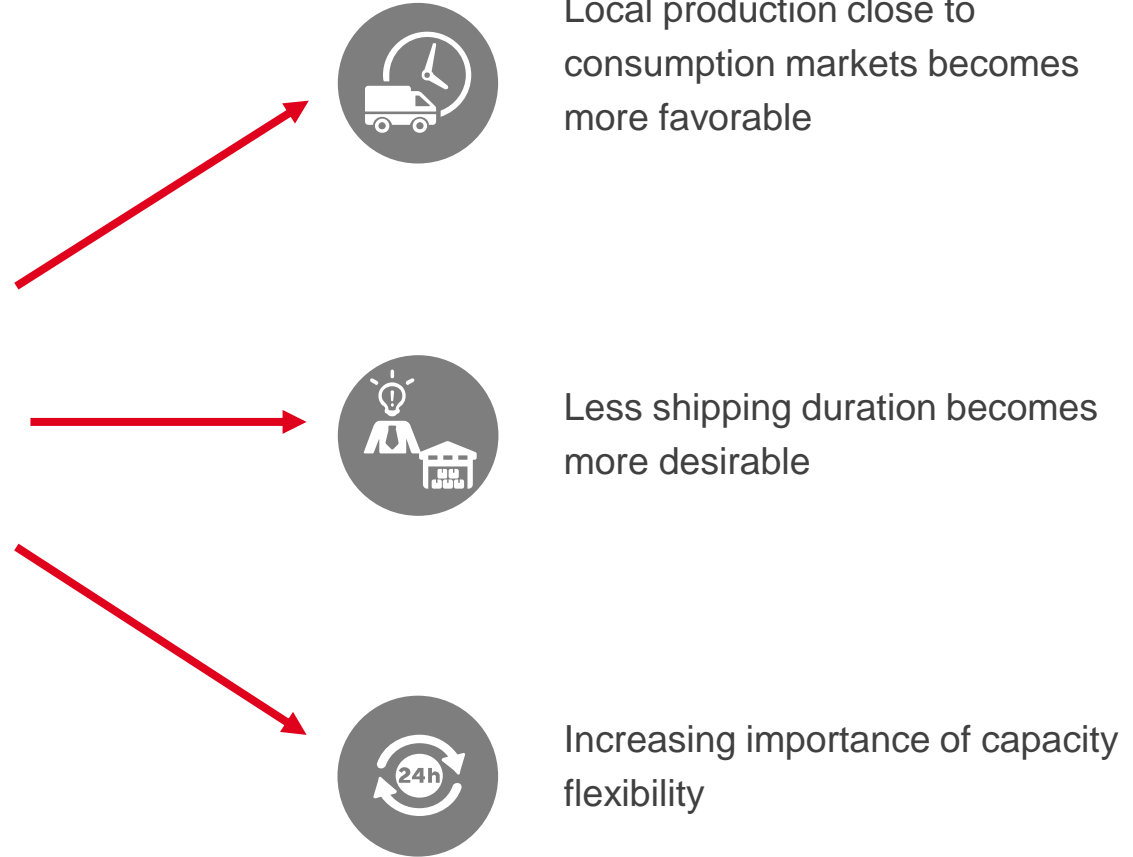 Local production close to
consumption markets becomes
more favorable
Less shipping duration becomes
more desirable
24h
Increasing importance of capacity
flexibility